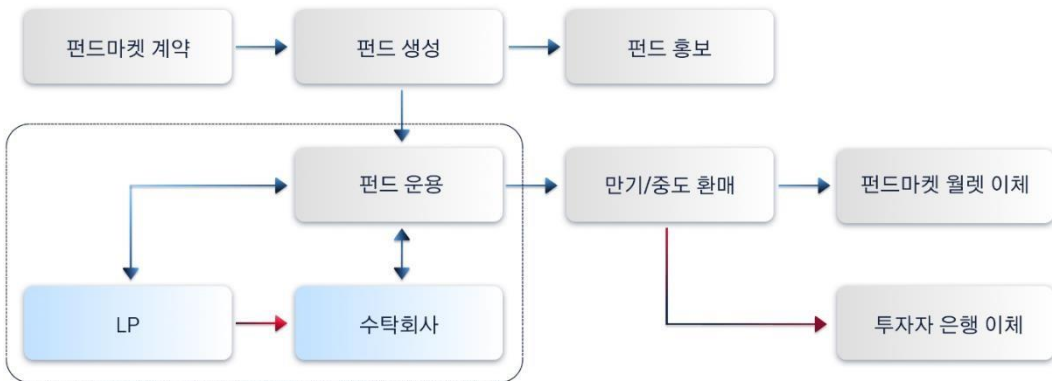 펀드마켓 계약
펀드 생성
펀드 홍보
펀드 운용
만기/중도 환매
펀드마켓 월렛 이체
LP
수탁회사
투자자 은행 이체